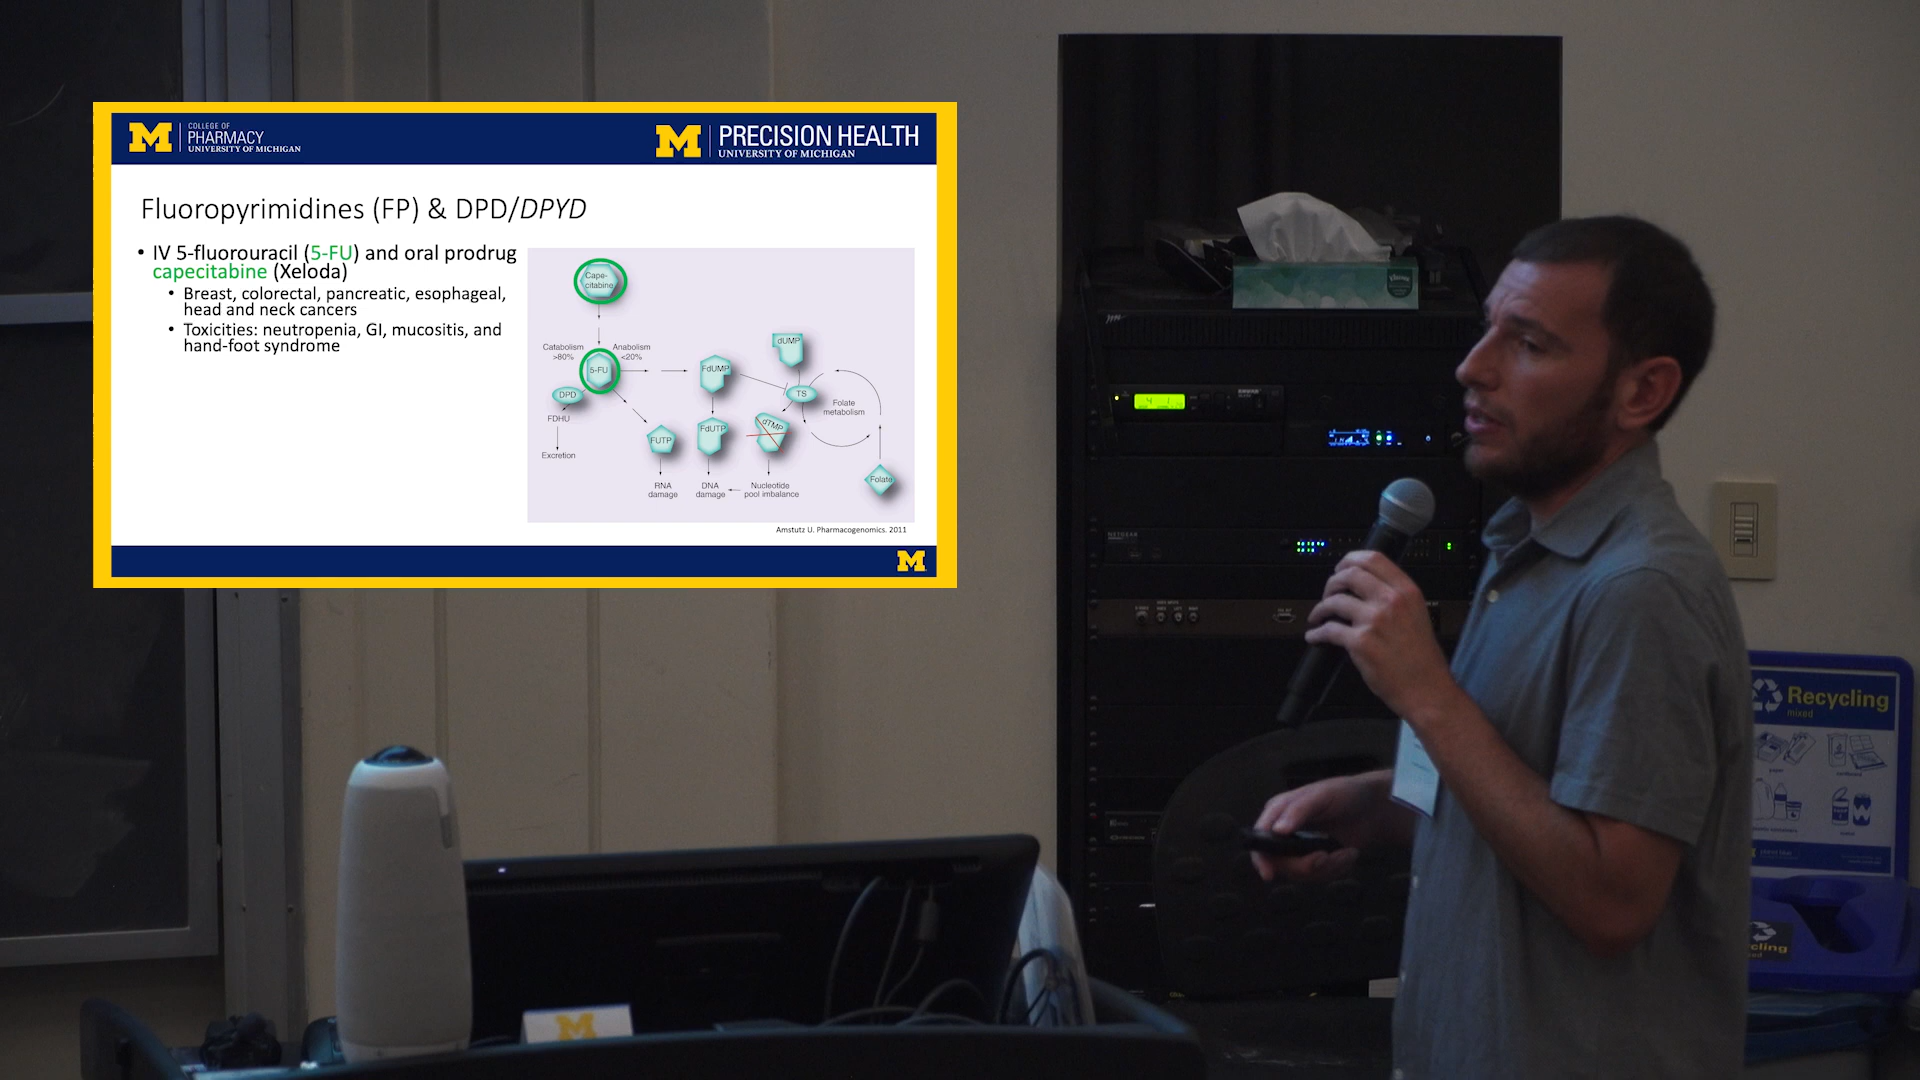 COLLEGE OF
PHARMACY
UNIVERSITY OF MICHIGAN
PRECISION HEALTH
UNIVERSITY OF MICHIGAN
Fluoropyrimidines (FP) & DPD/DPYD
• IV 5-fluorouracil (5-FU) and oral prodrug
capecitabine (Xeloda)
• Breast, colorectal, pancreatic, esophageal,
head and neck cancers
• Toxicities: neutropenia, GI, mucositis, and
hand-foot syndrome
Cape-
citabine
Catabolism
>80%
Anabolism
<20%
5-FU
DPD
FDHU
Excretion
FUTP
RNA
damage
FdUMP
FdUTP
DNA
damage
dUMP
TS
dTMP
Nucleotide
pool imbalance
Folate
metabolism
Folate
Amstutz U. Pharmacogenomics. 2011
M
Kleenex
NETGEAR
Recycling
mixed
M